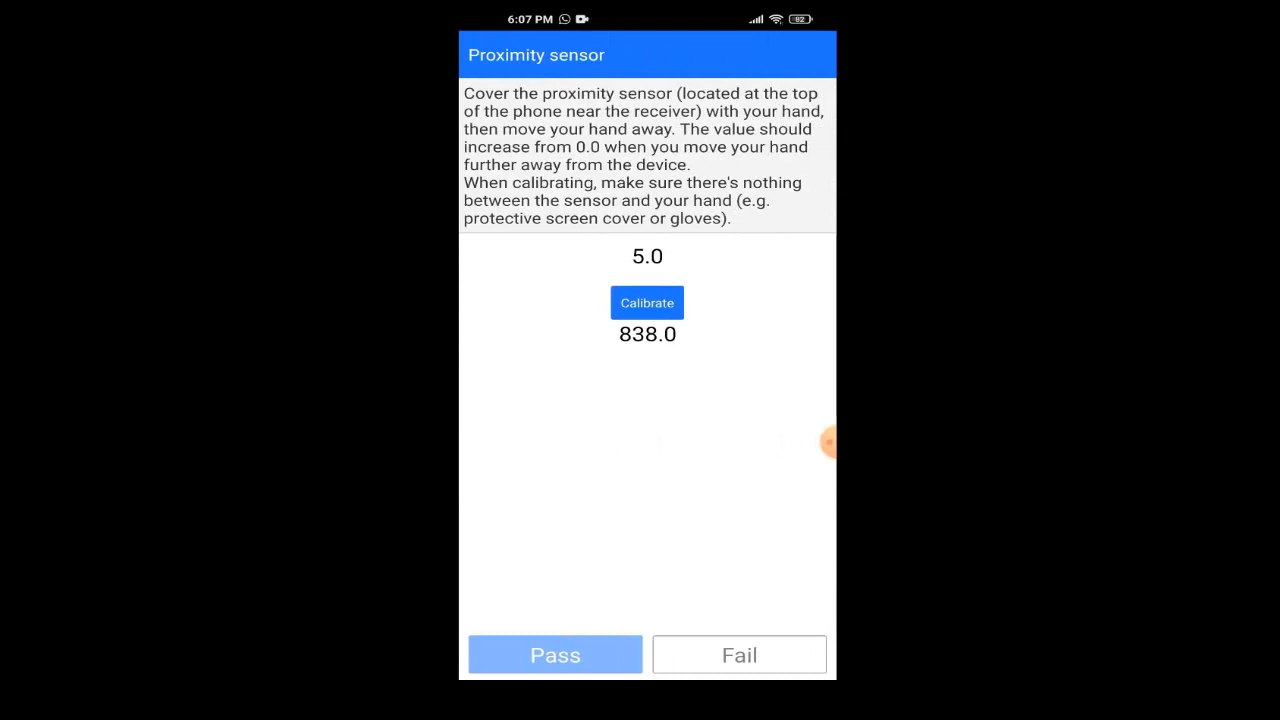 6:07 PM 92
Proximity sensor
Cover the proximity sensor (located at the top
of the phone near the receiver) with your hand,
then move your hand away. The value should
increase from 0.0 when you move your hand
further away from the device.
When calibrating, make sure there's nothing
between the sensor and your hand (e.g.
protective screen cover or gloves).
5.0
Calibrate
838.0
Pass Fail